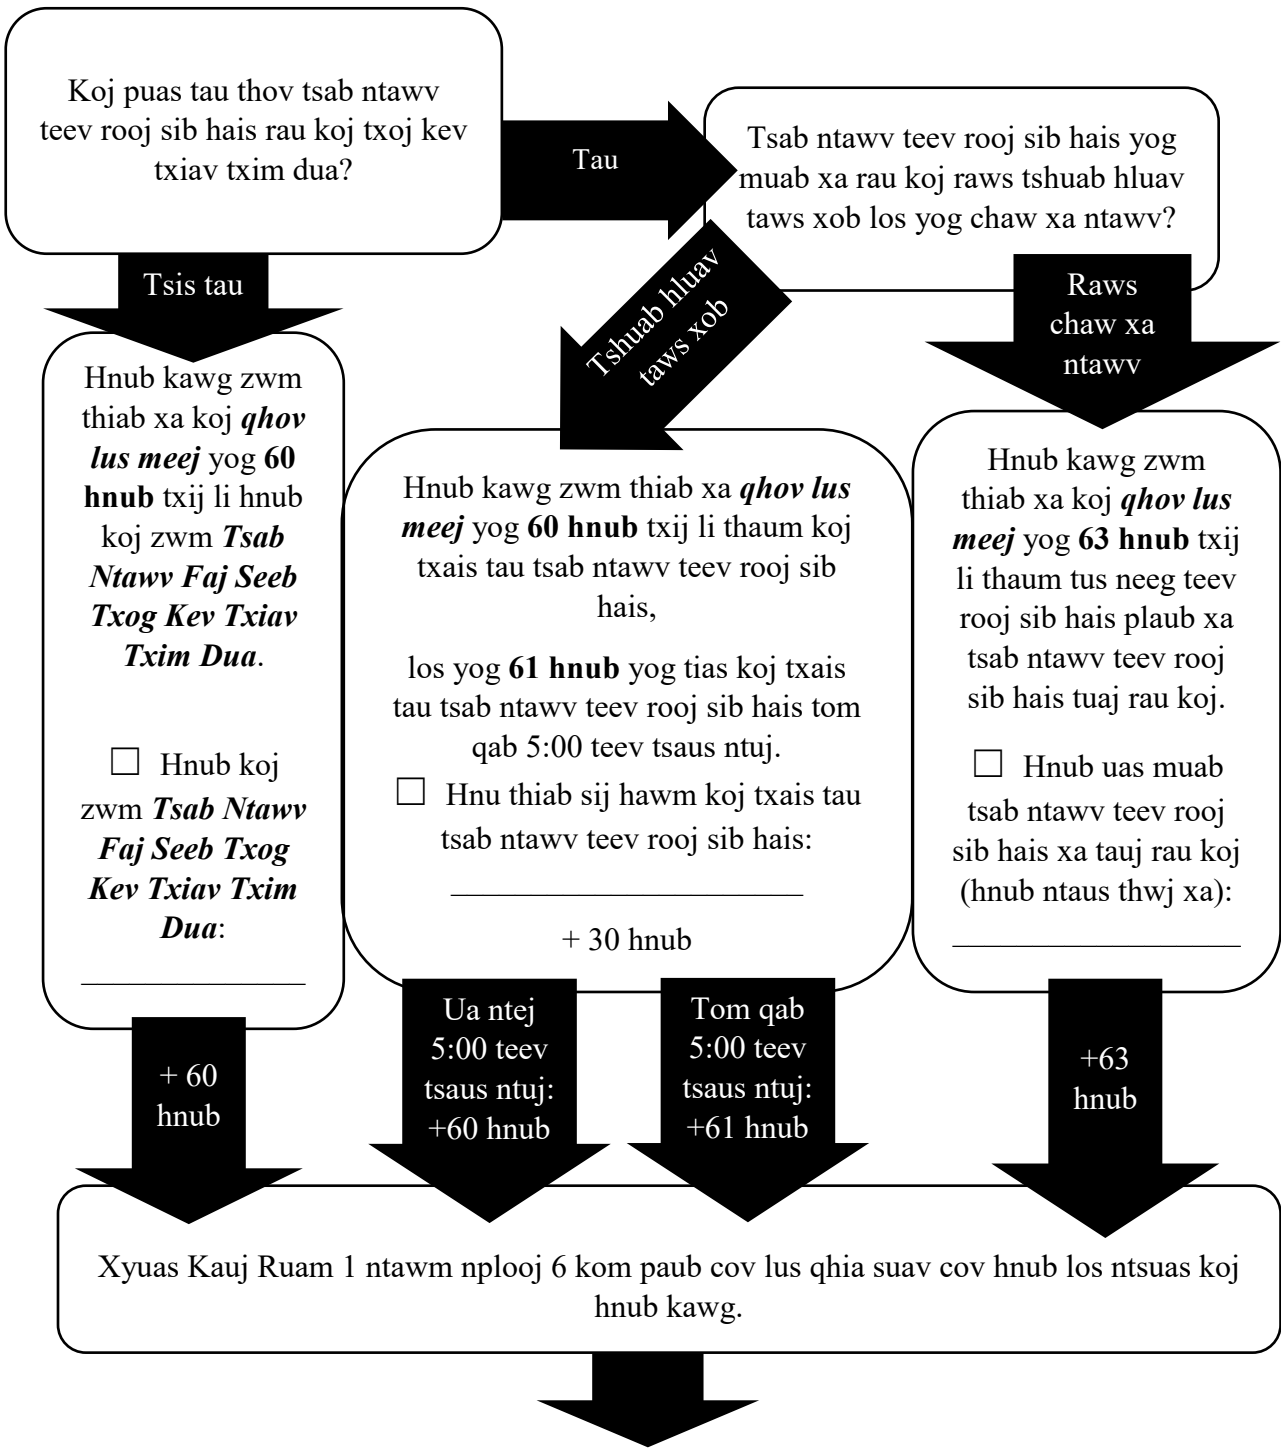 Koj puas tau thov tsab ntawv
teev rooj sib hais rau koj txoj kev
txiav txim dua?
Tau
Tsab ntawv teev rooj sib hais yog
muab xa rau koj raws tshuab hluav
taws xob los yog chaw xa ntawv?
Tsis tau
Tshuab hluav
taws xob
Raws
chaw xa
ntawv
Hnub kawg zwm
thiab xa koj qhov
lus meej yog 60
hnub txij li hnub
koj zwm Tsab
Ntawv Faj Seeb
Txog Kev Txiav
Txim Dua.
☐ Hnub koj
zwm Tsab Ntawv
Faj Seeb Txog
Kev Txiav Txim
Dua:
______________
Hnub kawg zwm thiab xa qhov lus
meej yog 60 hnub txij li thaum koj
txais tau tsab ntawv teev rooj sib
hais,
los yog 61 hnub yog tias koj txais
tau tsab ntawv teev rooj sib hais tom
qab 5:00 teev tsaus ntuj.
☐ Hnu thiab sij hawm koj txais tau
tsab ntawv teev rooj sib hais:
______________________
+ 30 hnub
Hnub kawg zwm
thiab xa koj qhov lus
meej yog 63 hnub txij
li thaum tus neeg teev
rooj sib hais plaub xa
tsab ntawv teev rooj
sib hais tuaj rau koj.
☐ Hnub uas muab
tsab ntawv teev rooj
sib hais xa tauj rau koj
(hnub ntaus thwj xa):
__________________
+ 60
hnub
Ua ntej
5:00 teev
tsaus ntuj:
+60 hnub
Tom qab
5:00 teev
tsaus ntuj:
+61 hnub
+63
hnub
Xyuas Kauj Ruam 1 ntawm nplooj 6 kom paub cov lus qhia suav cov hnub los ntsuas koj
hnub kawg.